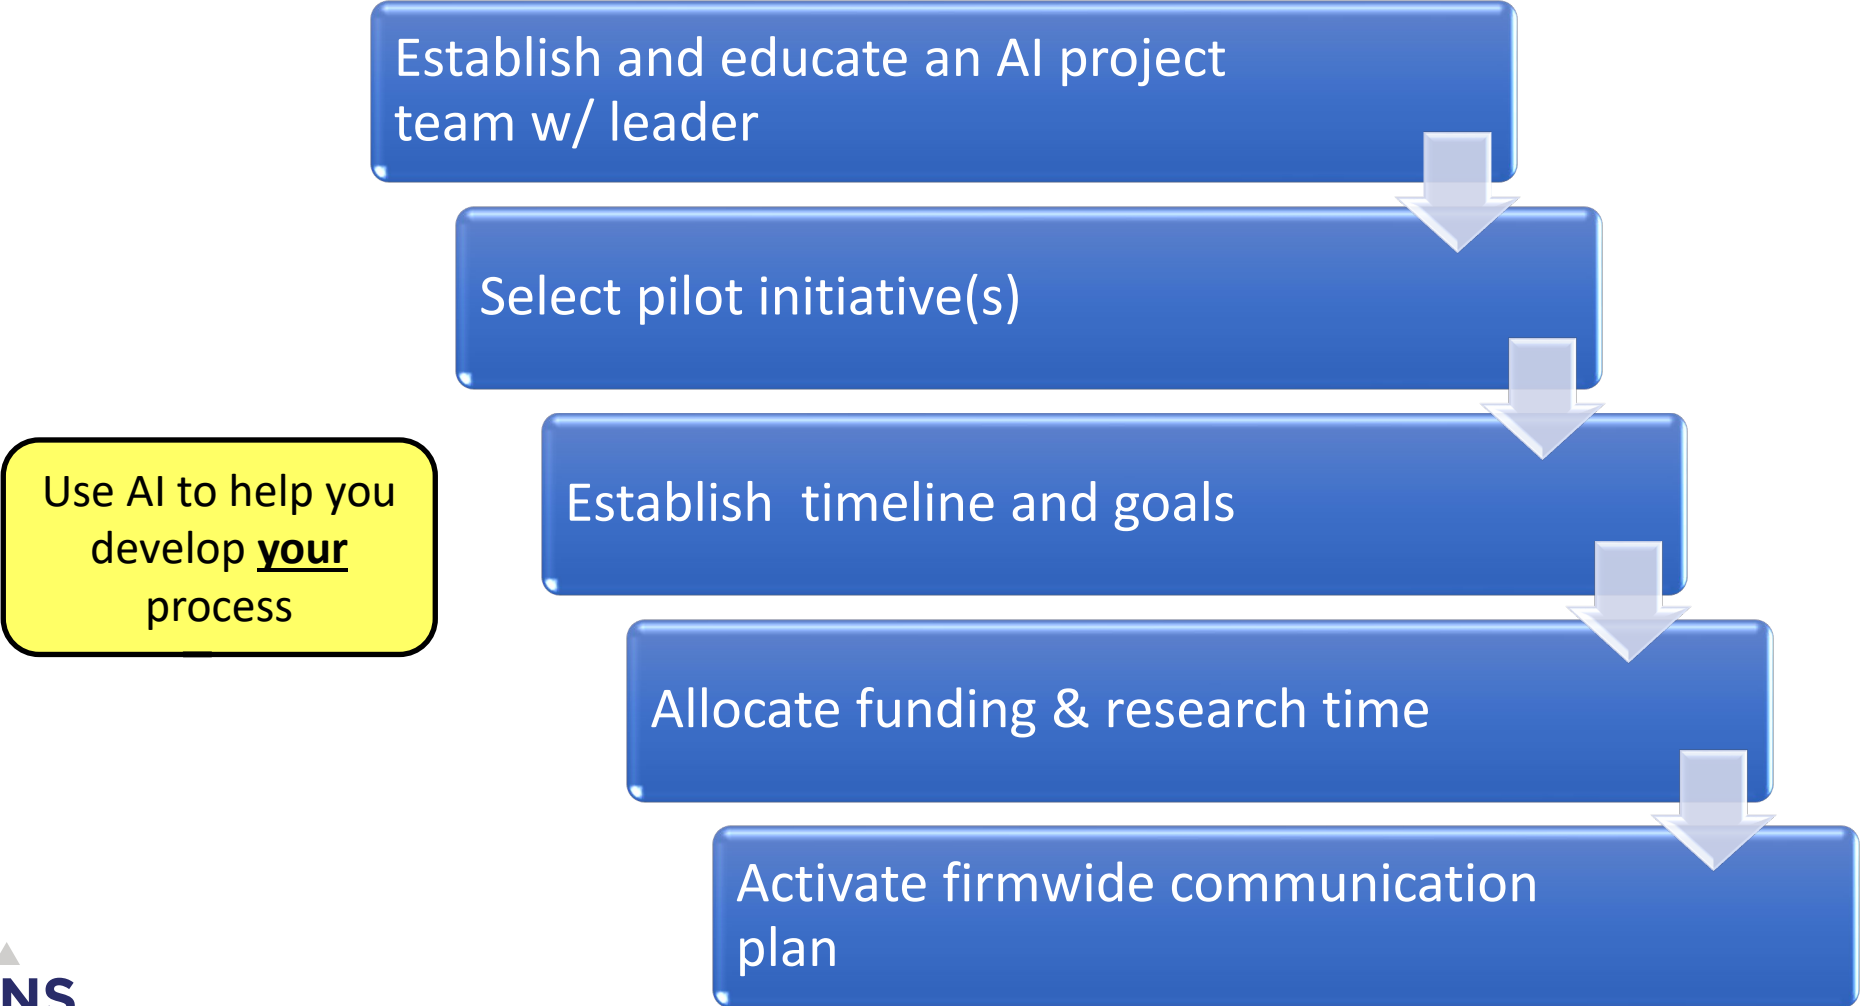 Establish and educate an AI project
team w/ leader
Select pilot initiative(s)
Establish  timeline and goals
Use AI to help you
develop your
process
Allocate funding & research time
Activate firmwide communication
plan
NS